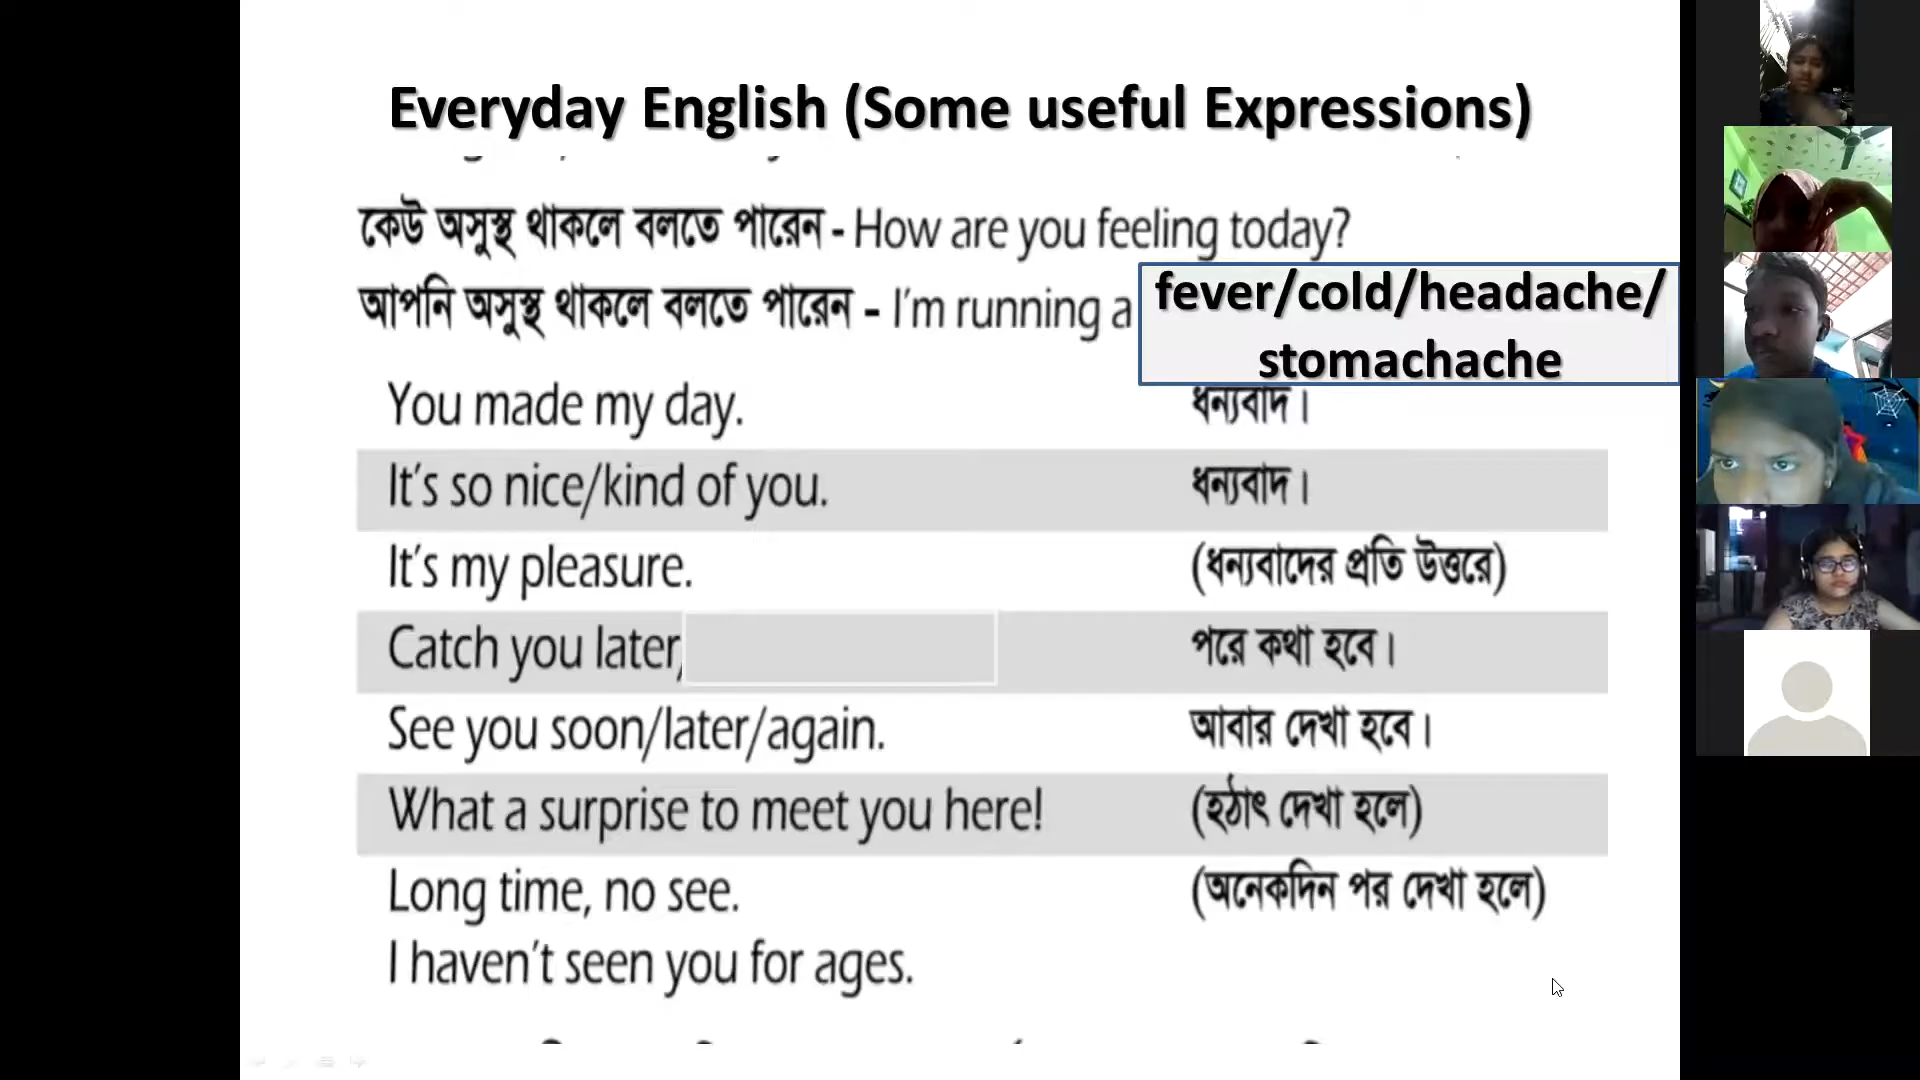 Everyday English (Some useful Expressions)
কেউ অসুস্থ থাকলে বলতে পারেন - How are you feeling today?
আপনি অসুস্থ থাকলে বলতে পারেন - I'm running a fever/cold/headache/
stomachache
You made my day. ধন্যবাদ।
It's so nice/kind of you. ধন্যবাদ।
It's my pleasure. (ধন্যবাদের প্রতি উত্তরে)
Catch you later, পরে কথা হবে।
See you soon/later/again. আবার দেখা হবে।
What a surprise to meet you here! (হঠাৎ দেখা হলে)
Long time, no see. (অনেকদিন পর দেখা হলে)
I haven't seen you for ages.